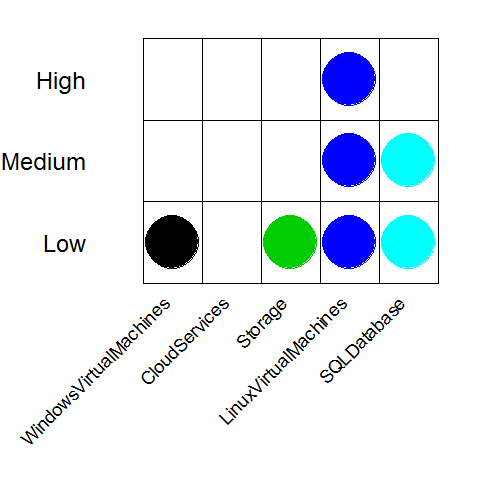 High
Medium
Low
WindowsVirtualMachines
CloudServices
Storage
LinuxVirtualMachines
SQLDatabase